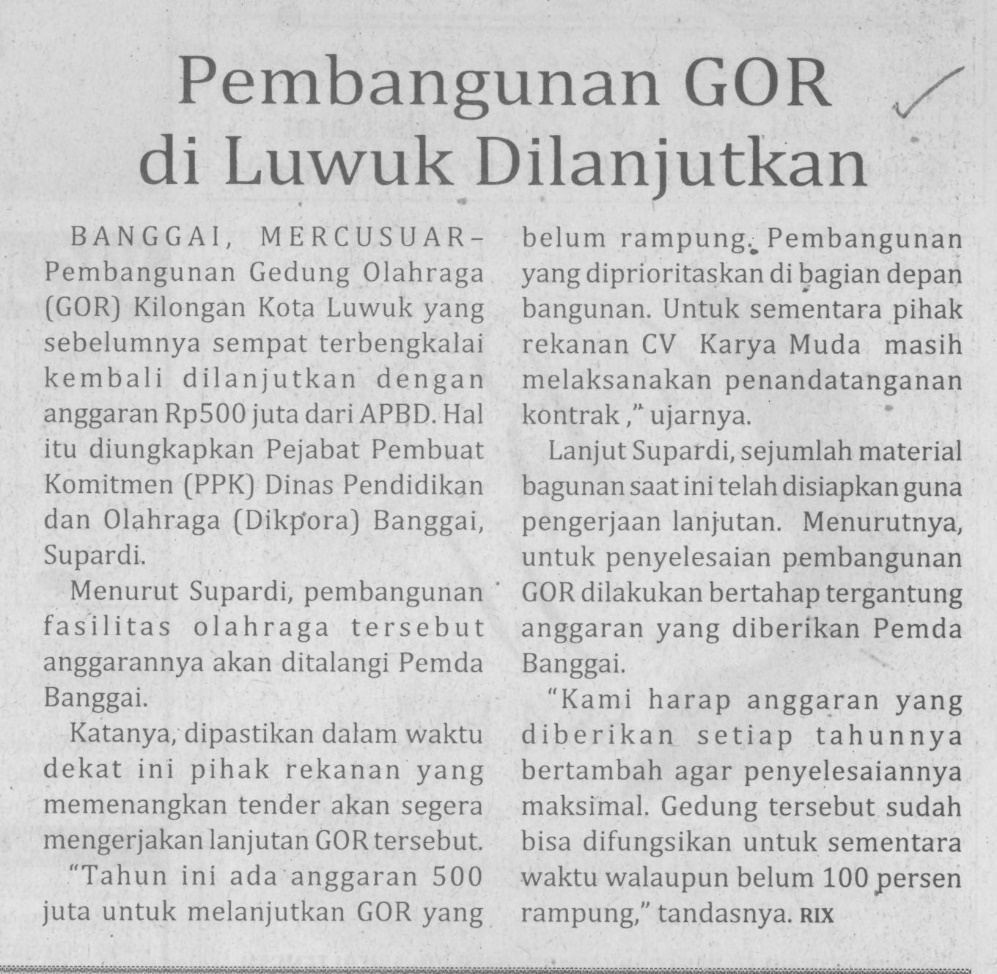 Pembangunan GOR
di Luwuk Dilanjutkan
BANGGAI, MERCUSUAR–
Pembangunan Gedung Olahraga
(GOR) Kilongan Kota Luwuk yang
sebelumnya sempat terbengkalai
kembali dilanjutkan dengan
anggaran Rp500 juta dari APBD. Hal
itu diungkapkan Pejabat Pembuat
Komitmen (PPK) Dinas Pendidikan
dan Olahraga (Dikpora) Banggai,
Supardi.
Menurut Supardi, pembangunan
fasilitas olahraga tersebut
anggarannya akan ditalangi Pemda
Banggai.
Katanya, dipastikan dalam waktu
dekat ini pihak rekanan yang
memenangkan tender akan segera
mengerjakan lanjutan GOR tersebut.
“Tahun ini ada anggaran 500
juta untuk melanjutkan GOR yang
belum rampung. Pembangunan
yang diprioritaskan di bagian depan
bangunan. Untuk sementara pihak
rekanan CV Karya Muda masih
melaksanakan penandatanganan
kontrak ,” ujarnya.
Lanjut Supardi, sejumlah material
bagunan saat ini telah disiapkan guna
pengerjaan lanjutan. Menurutnya,
untuk penyelesaian pembangunan
GOR dilakukan bertahap tergantung
anggaran yang diberikan Pemda
Banggai.
“Kami harap anggaran yang
diberikan setiap tahunnya
bertambah agar penyelesaiannya
maksimal. Gedung tersebut sudah
bisa difungsikan untuk sementara
waktu walaupun belum 100 persen
rampung,” tandasnya. RIX